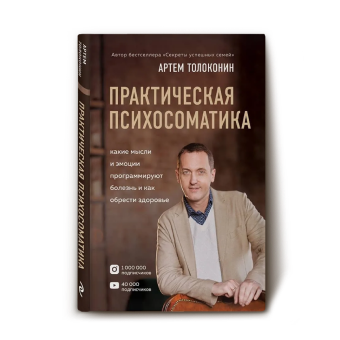 Автор бестселлера «Секреты успешных семей»
АРТЕМ ТОЛОКОНИН
ПРАКТИЧЕСКАЯ
ПСИХОСОМАТИКА
какие мысли
и эмоции
программируют
болезнь и как
обрести здоровье
1 000 000
подписчиков
40 000
подписчиков
АРТЕМ
ТОЛОКОНИН
ПРАКТИЧЕСКАЯ ПСИХОСОМАТИКА